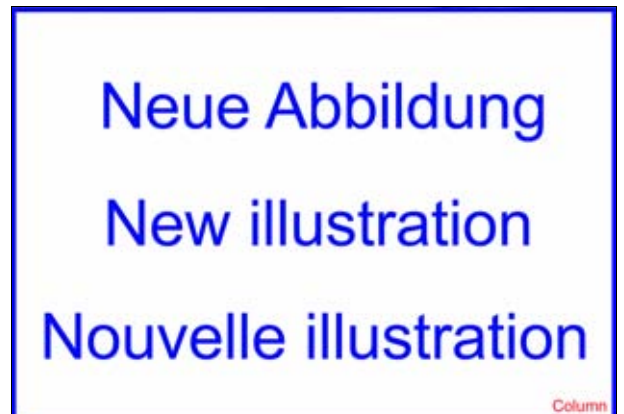 Neue Abbildung
New illustration
Nouvelle illustration
Column